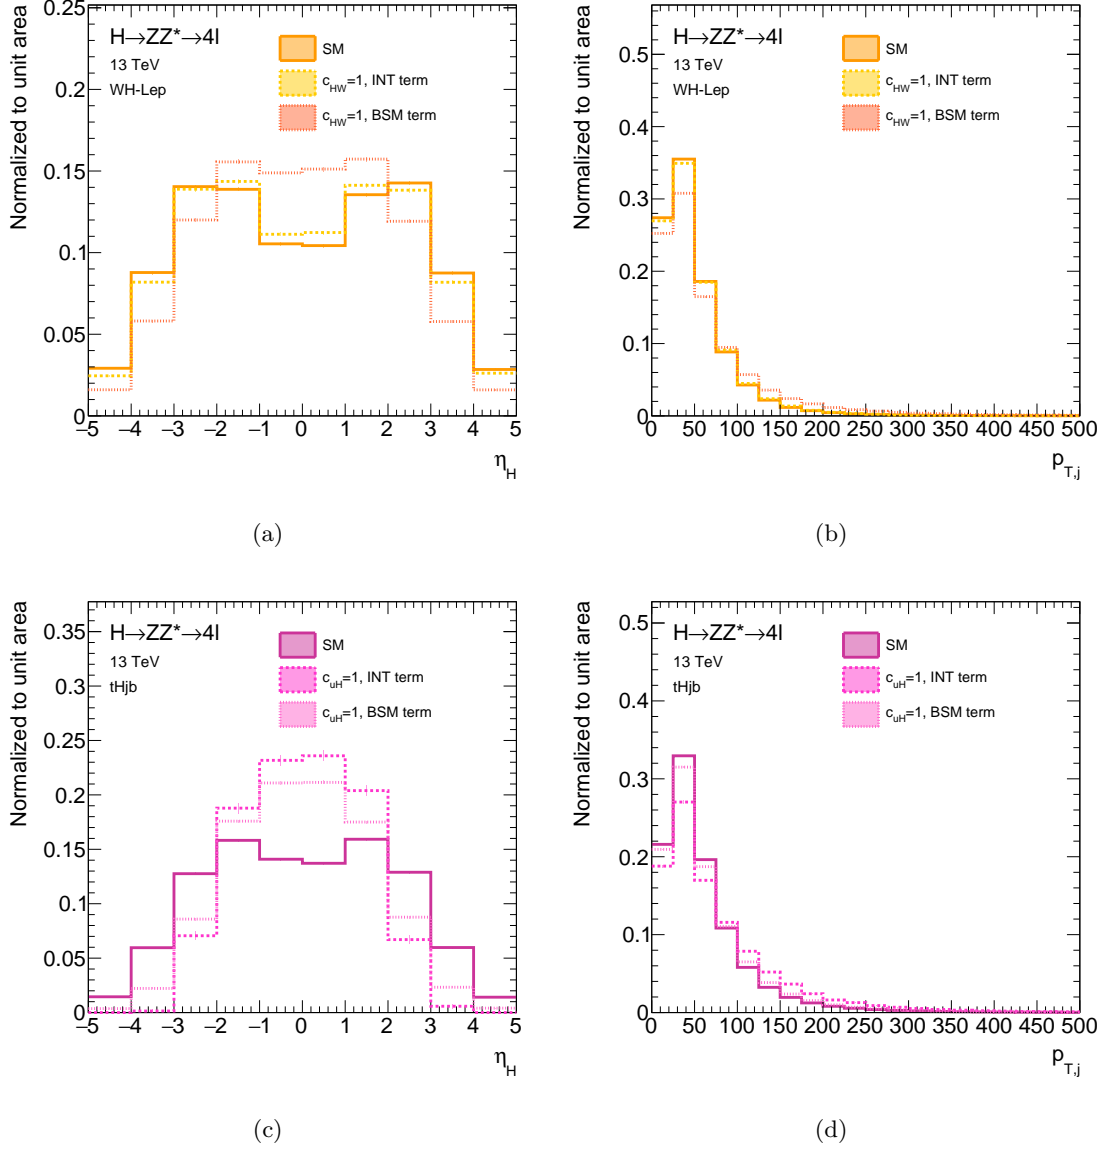 Normalized to unit area
0.25
0.2
0.15
0.1
0.05
0
H→ZZ*→4l
13 TeV
WH-Lep
SM
c_HW=1, INT term
c_HW=1, BSM term
−5 −4 −3 −2 −1 0 1 2 3 4 5
η_H
(a)
Normalized to unit area
0.5
0.4
0.3
0.2
0.1
0
H→ZZ*→4l
13 TeV
WH-Lep
SM
c_HW=1, INT term
c_HW=1, BSM term
0 50 100 150 200 250 300 350 400 450 500
p_T,j
(b)
Normalized to unit area
0.35
0.3
0.25
0.2
0.15
0.1
0.05
0
H→ZZ*→4l
13 TeV
tHjb
SM
c_uH=1, INT term
c_uH=1, BSM term
−5 −4 −3 −2 −1 0 1 2 3 4 5
η_H
(c)
Normalized to unit area
0.5
0.4
0.3
0.2
0.1
0
H→ZZ*→4l
13 TeV
tHjb
SM
c_uH=1, INT term
c_uH=1, BSM term
0 50 100 150 200 250 300 350 400 450 500
p_T,j
(d)